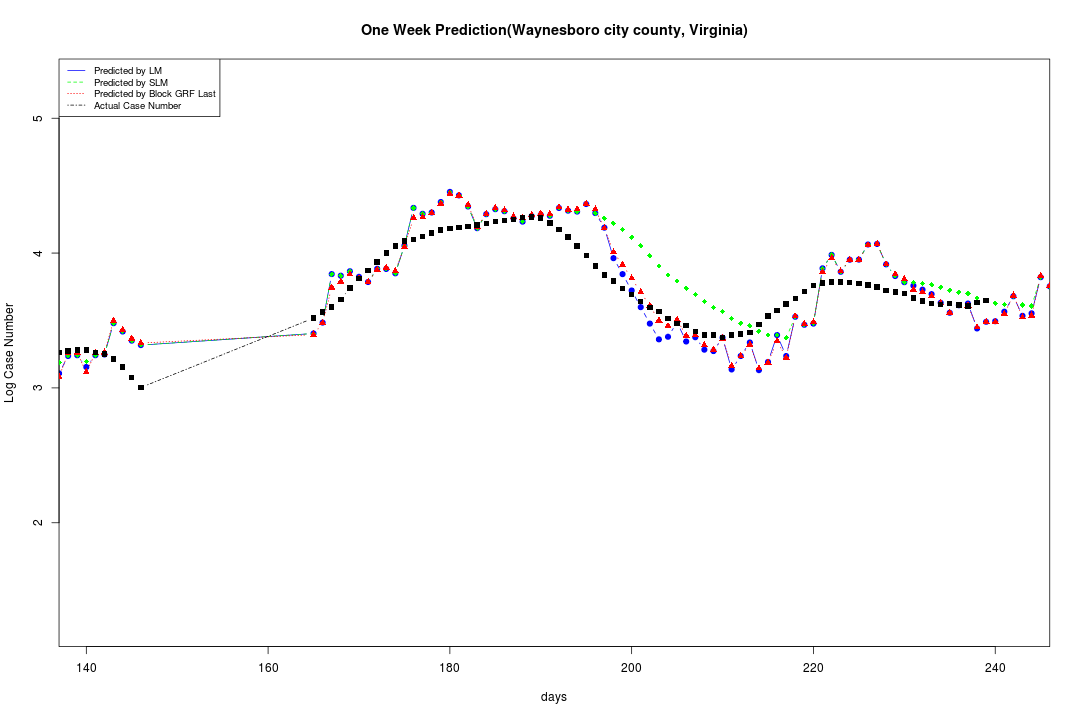 One Week Prediction(Waynesboro city county, Virginia)
Predicted by LM
Predicted by SLM
Predicted by Block GRF Last
Actual Case Number
5
4
3
2
Log Case Number
140 160 180 200 220 240
days